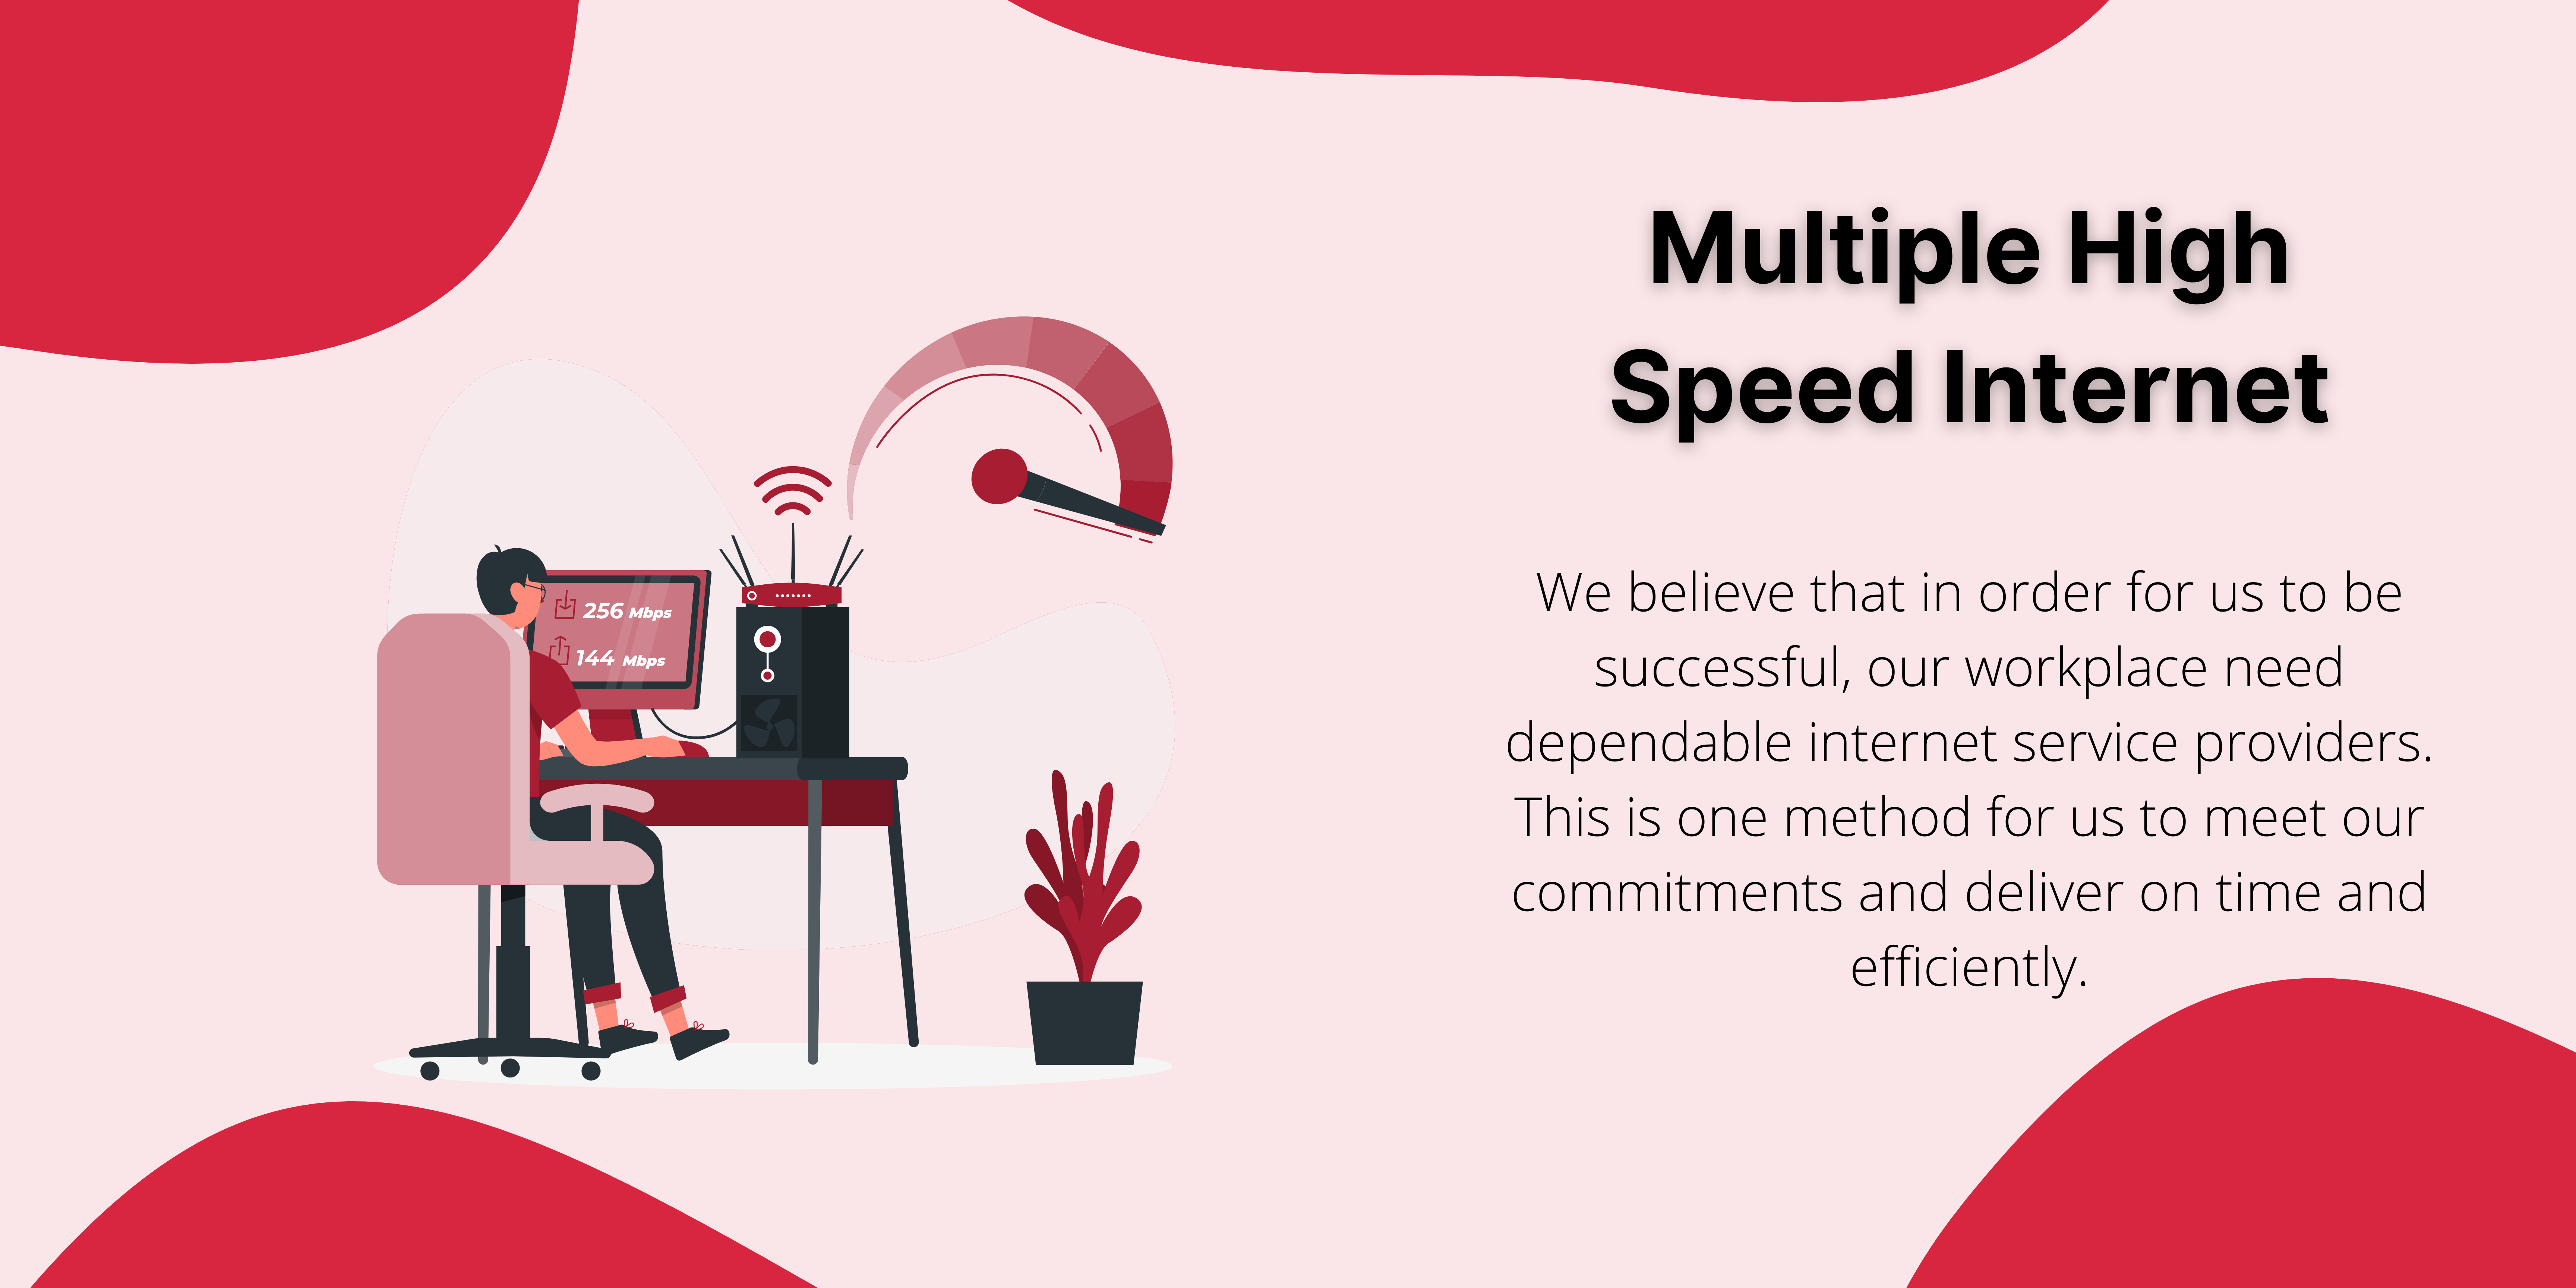 Multiple High
Speed Internet
We believe that in order for us to be
successful, our workplace need
dependable internet service providers.
This is one method for us to meet our
commitments and deliver on time and
efficiently.
256 Mbps
144 Mbps